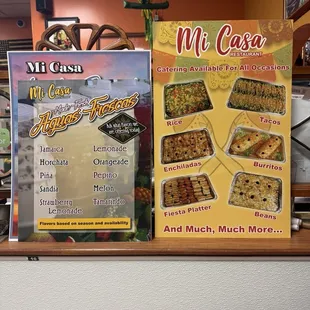 Mi Casa
Mi Casa
Aguas Frescas
Jamaica
Lemonade
Horchata
Orangeade
Piña
Pepino
Sandia
Melon
Strawberry
Lemonade
Tamarindo
Flavors based on season and availability
Mi Casa
RESTAURANT
Catering Available For All Occasions
Rice
Tacos
Enchiladas
Burritos
Fiesta Platter
Beans
And Much, Much More...